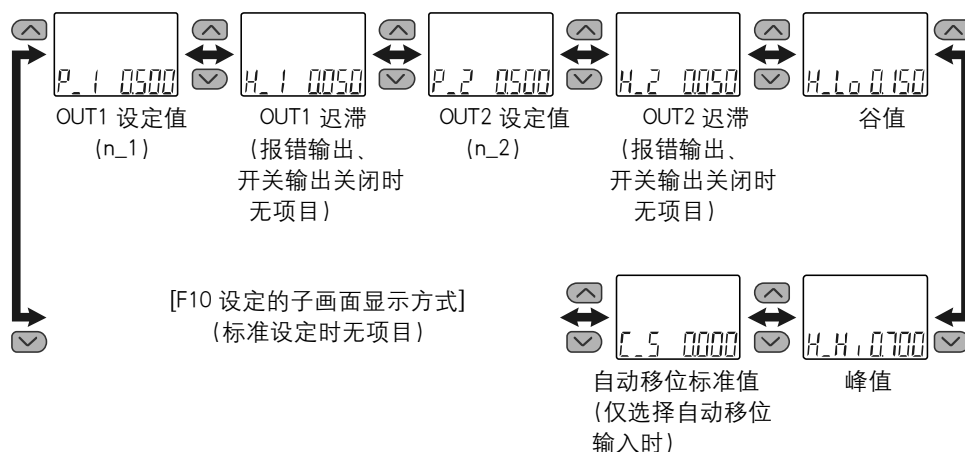 P_1 0.500
H_1 0.050
P_2 0.500
H_2 0.050
H_Lo 0.150
OUT1 设定值
(n_1)
OUT1 迟滞
(报错输出、
开关输出关闭时
无项目)
OUT2 设定值
(n_2)
OUT2 迟滞
(报错输出、
开关输出关闭时
无项目)
谷值
[F10 设定的子画面显示方式]
(标准设定时无项目)
C_S 0.000
H_Hi 0.700
自动移位标准值
(仅选择自动移位
输入时)
峰值